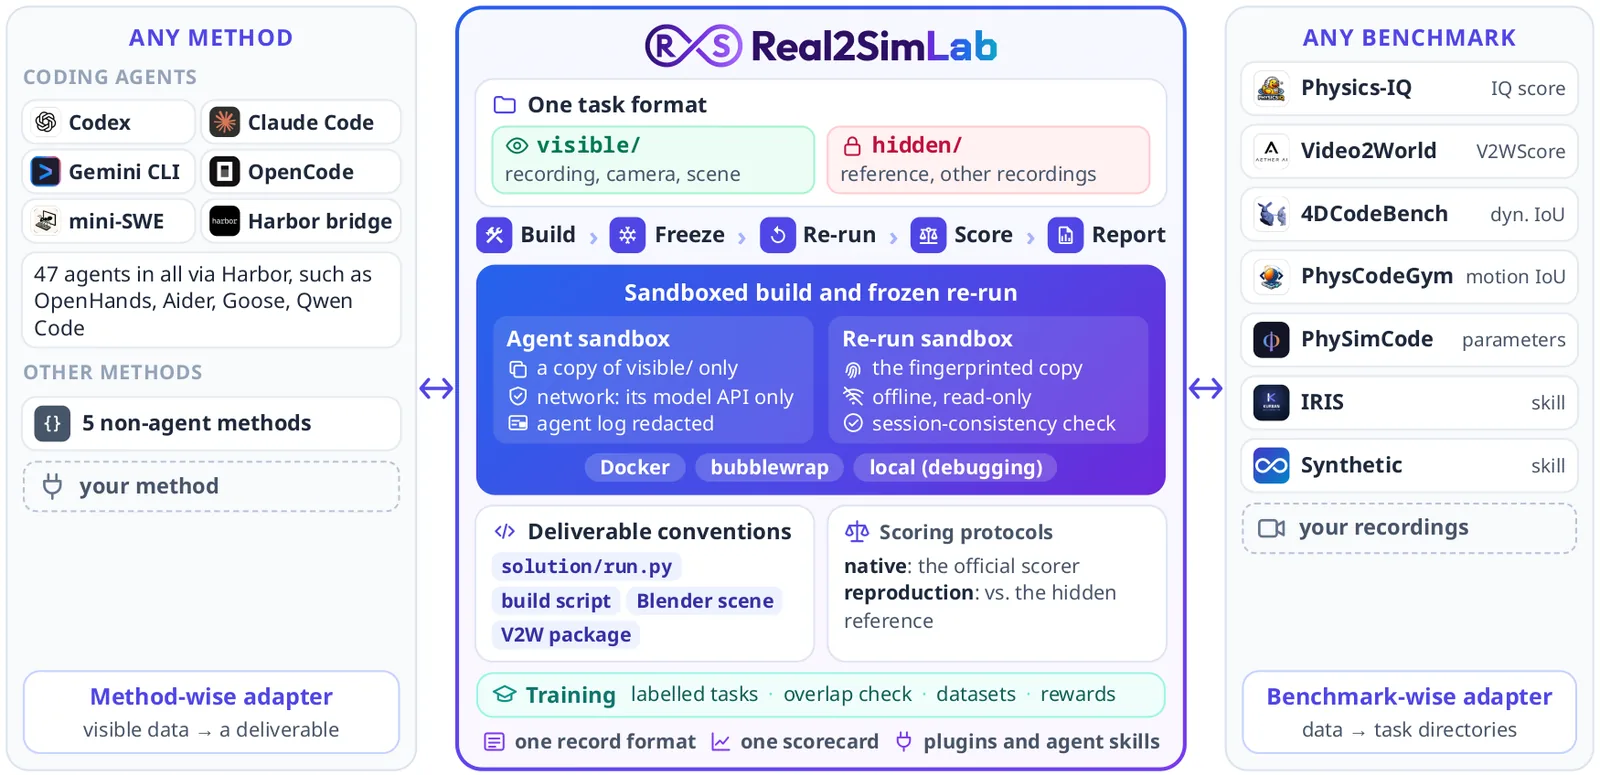 ANY METHOD
CODING AGENTS
Codex
Claude Code
Gemini CLI
OpenCode
mini-SWE
harbor
Harbor bridge
47 agents in all via Harbor, such as
OpenHands, Aider, Goose, Qwen
Code
OTHER METHODS
{} 5 non-agent methods
your method
Method-wise adapter
visible data → a deliverable
RS Real2SimLab
One task format
visible/
recording, camera, scene
hidden/
reference, other recordings
Build › Freeze › Re-run › Score › Report
Sandboxed build and frozen re-run
Agent sandbox
a copy of visible/ only
network: its model API only
agent log redacted
Re-run sandbox
the fingerprinted copy
offline, read-only
session-consistency check
Docker
bubblewrap
local (debugging)
</> Deliverable conventions
solution/run.py
build script
Blender scene
V2W package
Scoring protocols
native: the official scorer
reproduction: vs. the hidden
reference
Training labelled tasks · overlap check · datasets · rewards
one record format
one scorecard
plugins and agent skills
ANY BENCHMARK
Physics-IQ IQ score
AETHER AI
Video2World V2WScore
4DCodeBench dyn. IoU
PhysCodeGym motion IoU
ϕ PhySimCode parameters
IRIS skill
Synthetic skill
your recordings
Benchmark-wise adapter
data → task directories